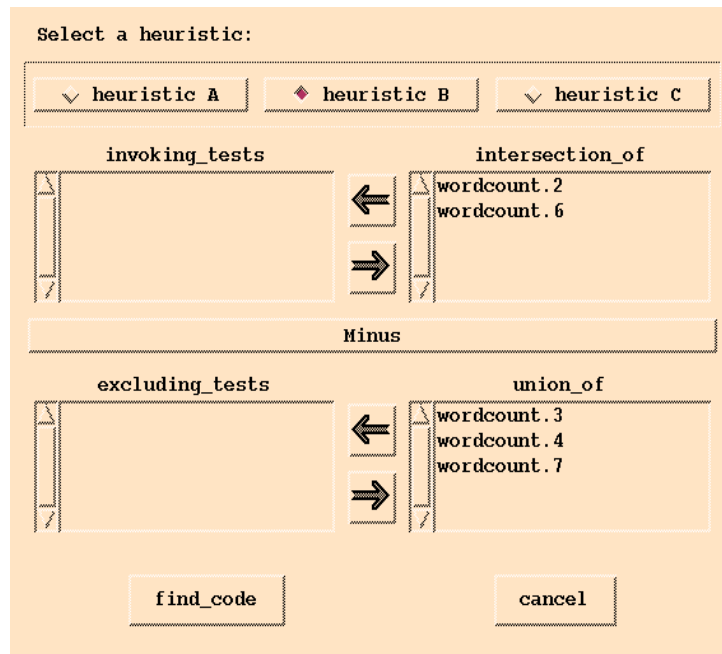 Select a heuristic:
heuristic A heuristic B heuristic C
invoking_tests intersection_of
wordcount.2
wordcount.6
Minus
excluding_tests union_of
wordcount.3
wordcount.4
wordcount.7
find_code cancel